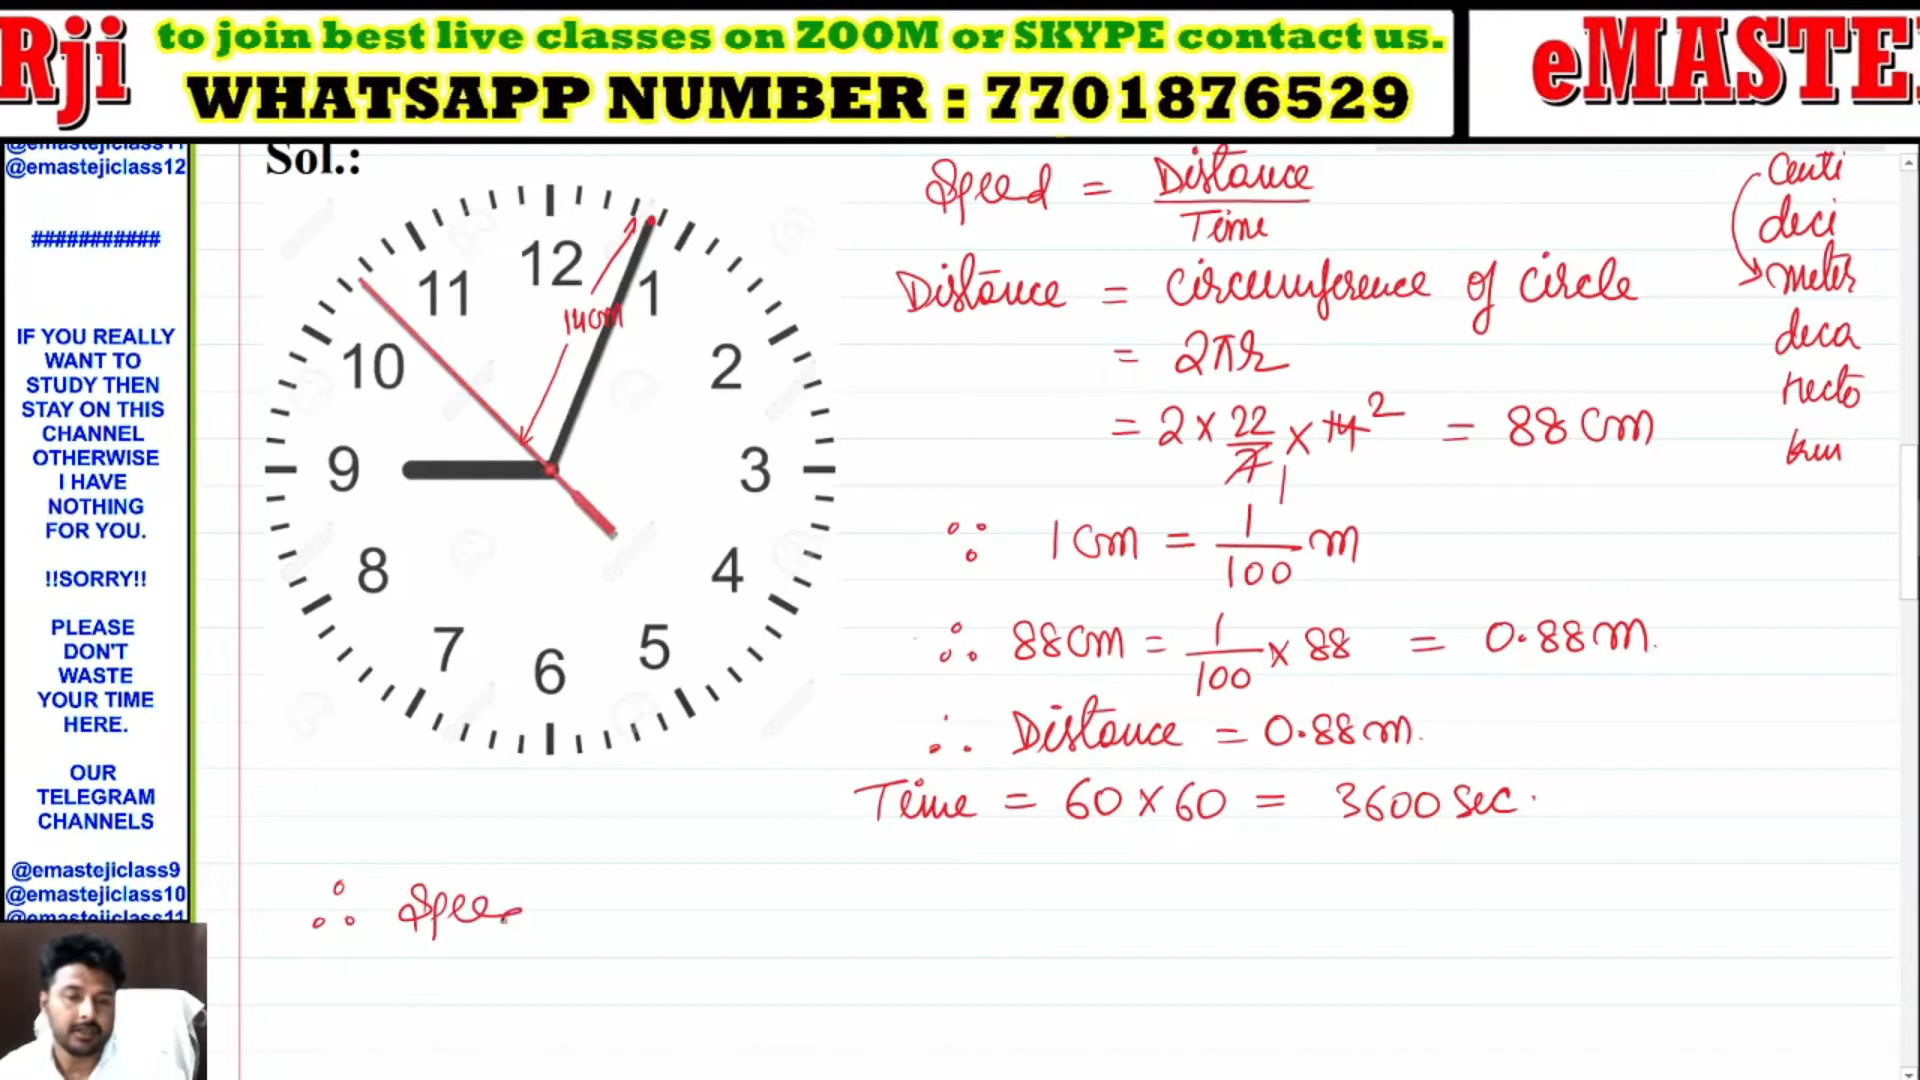 Rji
to join best live classes on ZOOM or SKYPE contact us.
WHATSAPP NUMBER : 7701876529
eMASTE
@emastejiclass11
@emastejiclass12
###########
IF YOU REALLY
WANT TO
STUDY THEN
STAY ON THIS
CHANNEL
OTHERWISE
I HAVE
NOTHING
FOR YOU.
!!SORRY!!
PLEASE
DON'T
WASTE
YOUR TIME
HERE.
OUR
TELEGRAM
CHANNELS
@emastejiclass9
@emastejiclass10
@emastejiclass11
Sol.:
12
1
2
3
4
5
6
7
8
9
10
11
14cm
Speed = Distance / Time
Distance = circumference of circle
= 2πr
= 2 × 22/7 1 × 14 2 = 88 cm
∵ 1 cm = 1/100 m
∴ 88 cm = 1/100 × 88 = 0.88 m.
∴ Distance = 0.88 m.
Time = 60 × 60 = 3600 sec.
∴ Spee
Centi
deci
meter
deca
hecto
km